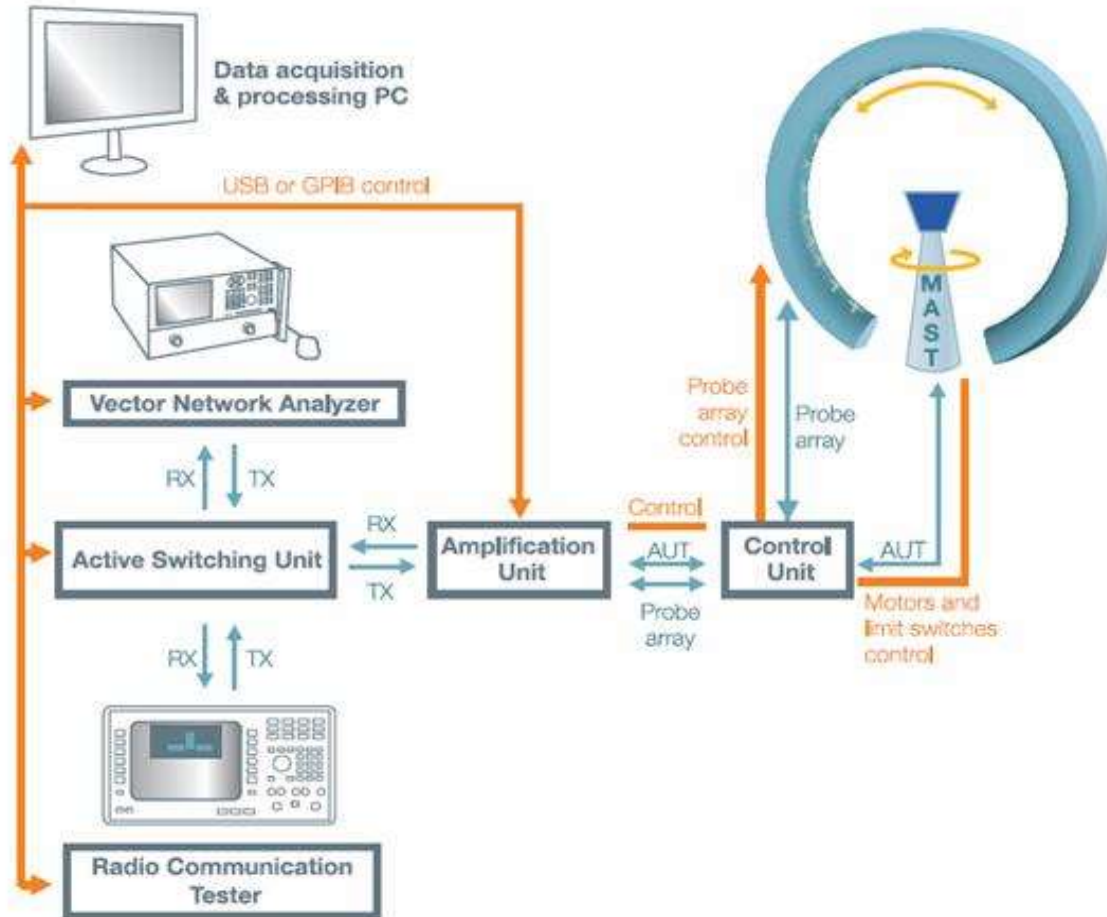 Data acquisition
& processing PC
USB or GPIB control
Vector Network Analyzer
RX
TX
Active Switching Unit
RX
TX
Amplification
Unit
Control
AUT
Probe
array
Control
Unit
Probe
array
control
Probe
array
MAST
AUT
Motors and
limit switches
control
RX
TX
Radio Communication
Tester